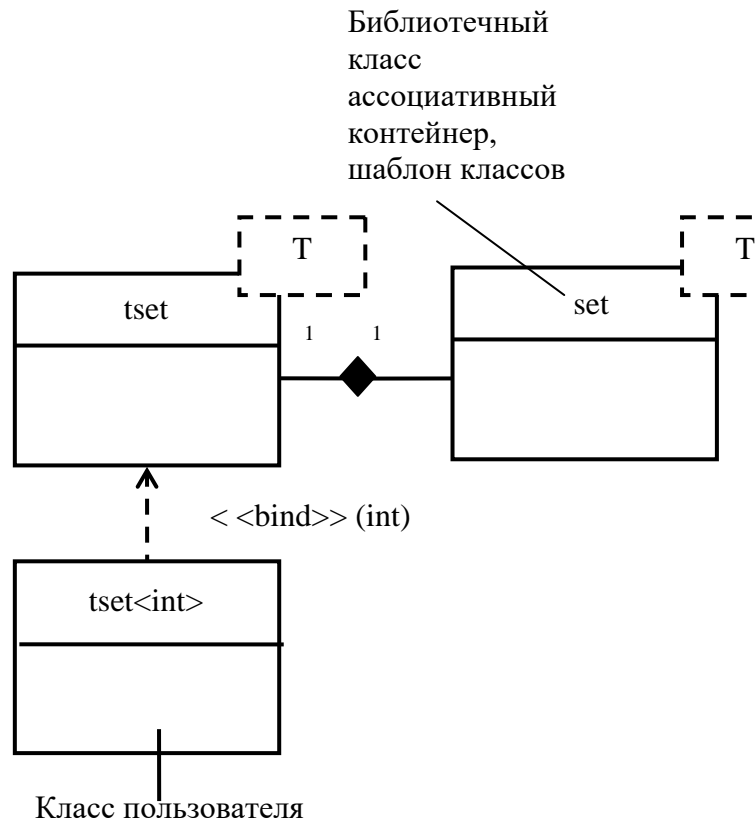 Библиотечный
класс
ассоциативный
контейнер,
шаблон классов
T
T
tset
set
1
1
< <bind>> (int)
tset<int>
Класс пользователя